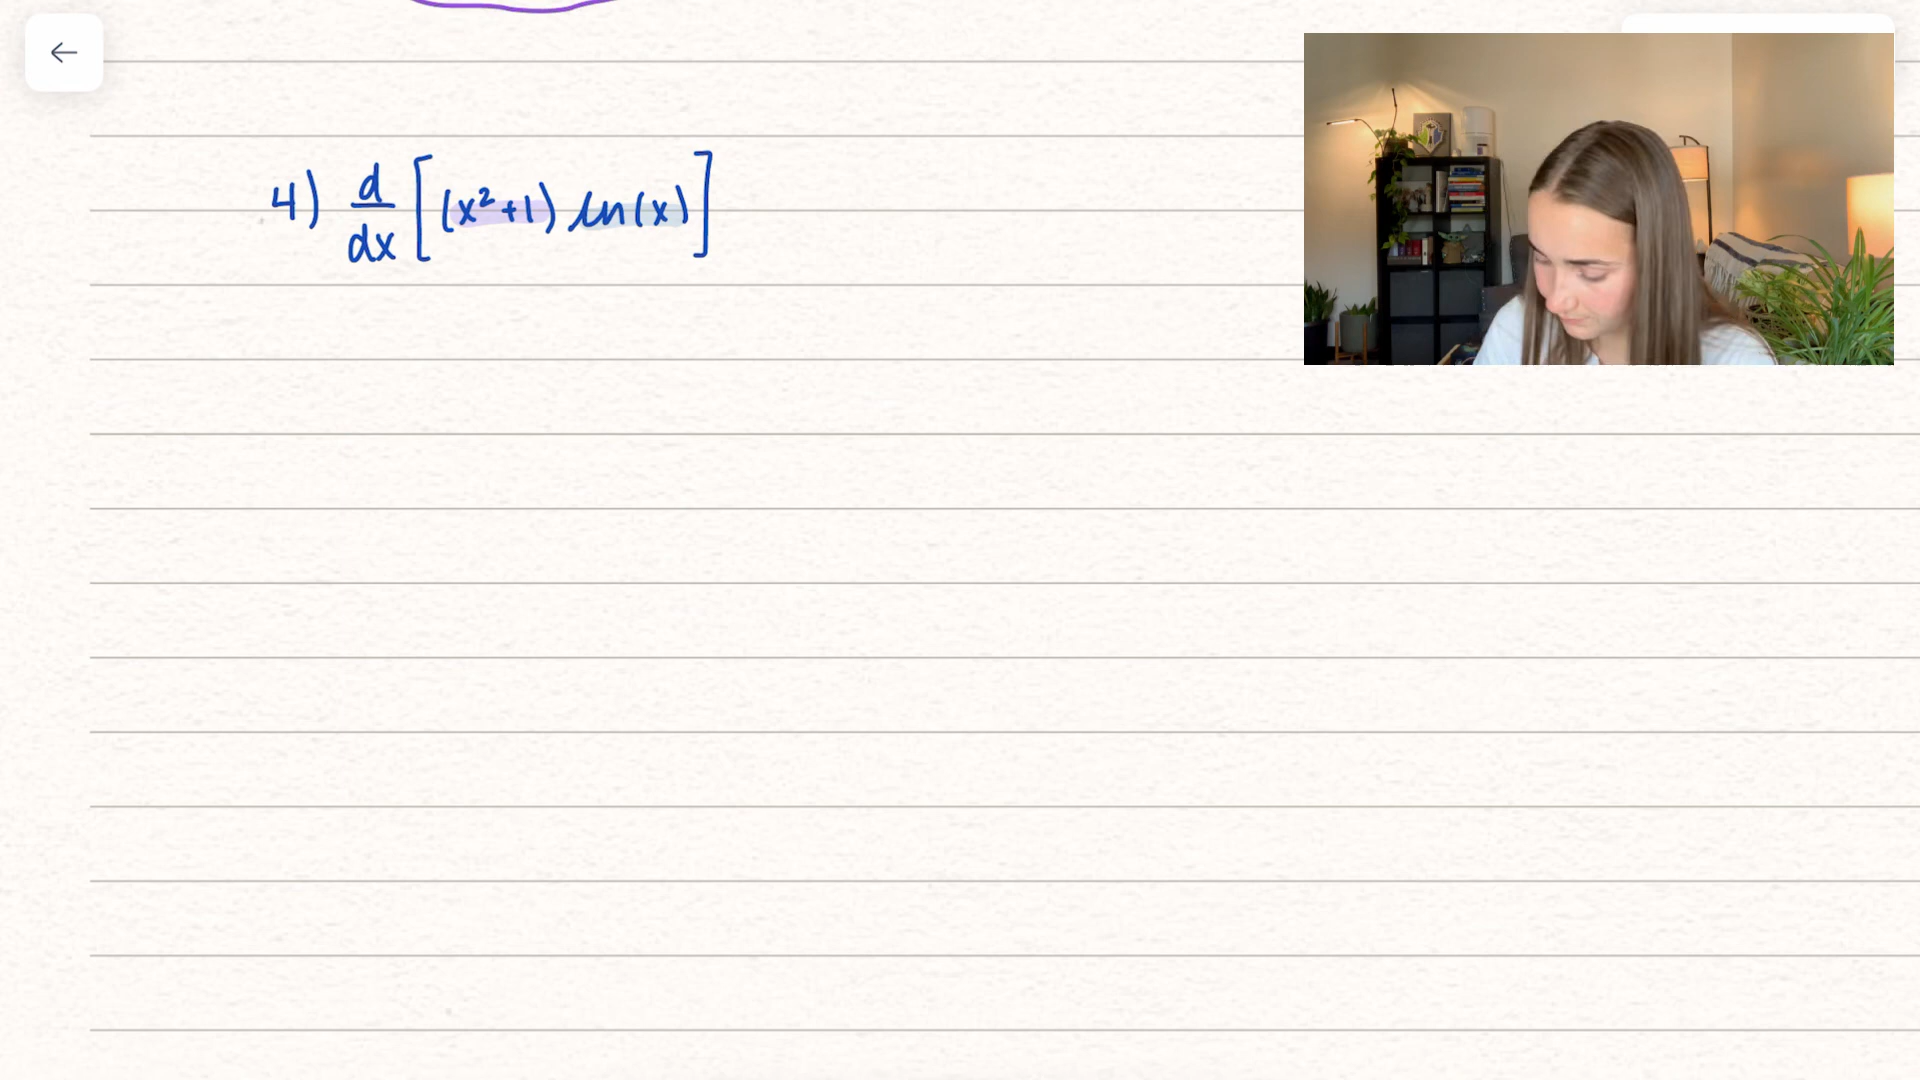 4) d/dx [(x²+1) ln(x)]